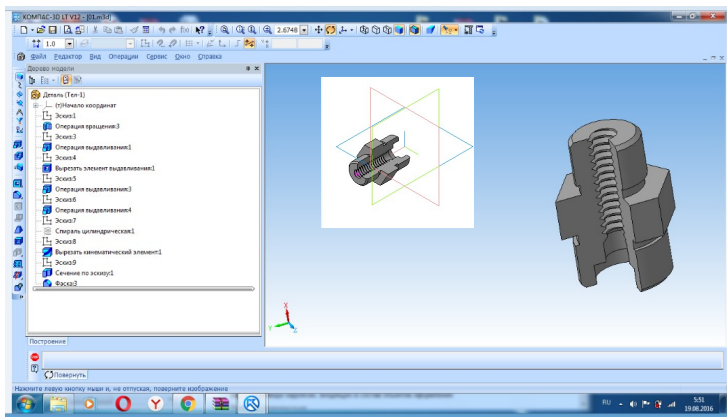 КОМПАС-3D LT V12 - [01.m3d]
2.6748
1.0
Файл Редактор Вид Операции Сервис Окно Справка
Дерево модели
Деталь (Тел-1)
(т)Начало координат
Эскиз:1
Операция вращения:3
Эскиз:3
Операция выдавливания:1
Эскиз:4
Вырезать элемент выдавливания:1
Эскиз:5
Операция выдавливания:3
Эскиз:6
Операция выдавливания:4
Эскиз:7
Спираль цилиндрическая:1
Эскиз:8
Вырезать кинематический элемент:1
Эскиз:9
Сечение по эскизу:1
Фаска:3
X
Y
Z
Построение
STOP
Повернуть
Нажмите левую кнопку мыши и, не отпуская, поверните изображение
RU
5:51
19.08.2016